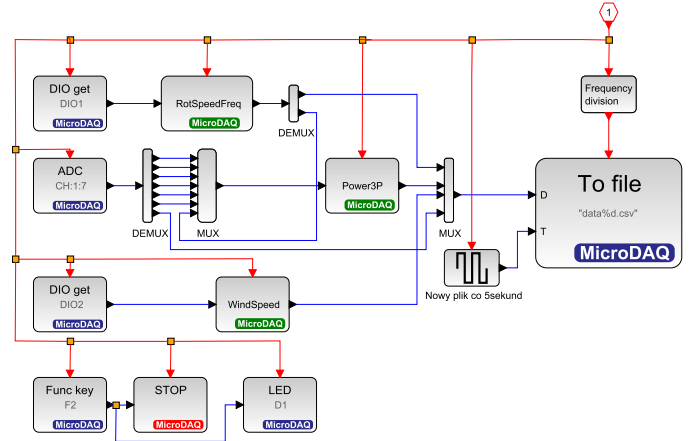 1
DIO get
DIO1
MicroDAQ
RotSpeedFreq
MicroDAQ
DEMUX
Frequency
division
ADC
CH:1:7
MicroDAQ
DEMUX
MUX
Power3P
MicroDAQ
MUX
To file
"data%d.csv"
MicroDAQ
D
T
Nowy plik co 5sekund
DIO get
DIO2
MicroDAQ
WindSpeed
MicroDAQ
Func key
F2
MicroDAQ
STOP
MicroDAQ
LED
D1
MicroDAQ